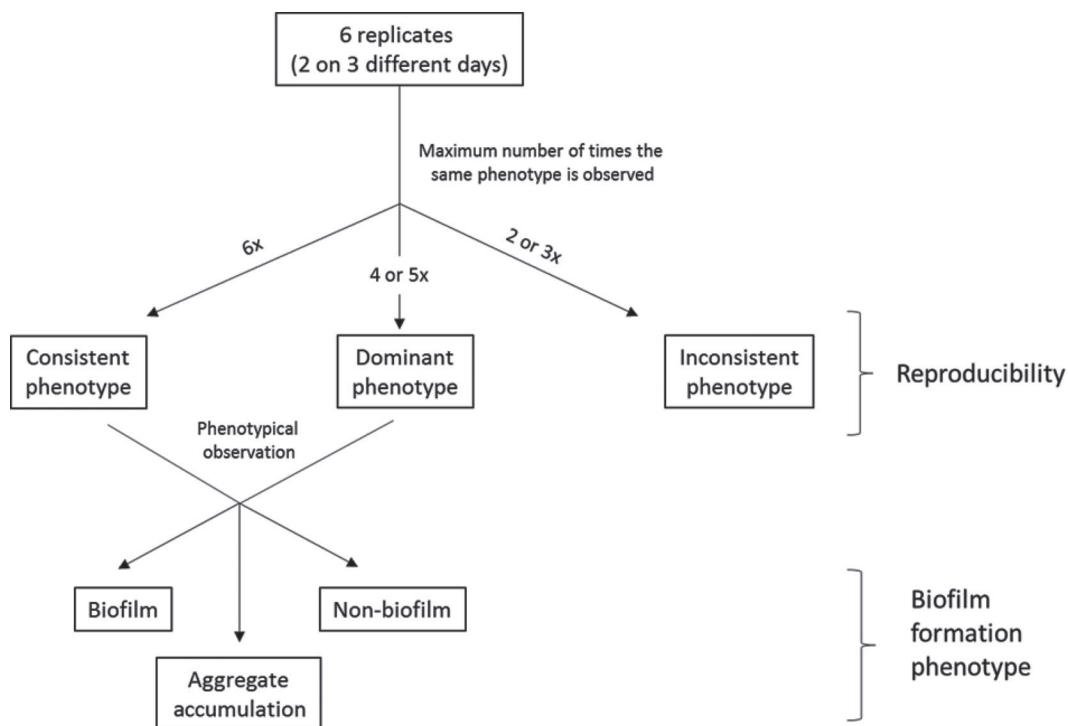 6 replicates
(2 on 3 different days)
Maximum number of times the
same phenotype is observed
6x
4 or 5x
2 or 3x
Consistent
phenotype
Dominant
phenotype
Inconsistent
phenotype
Reproducibility
Phenotypical
observation
Biofilm
Non-biofilm
Aggregate
accumulation
Biofilm
formation
phenotype